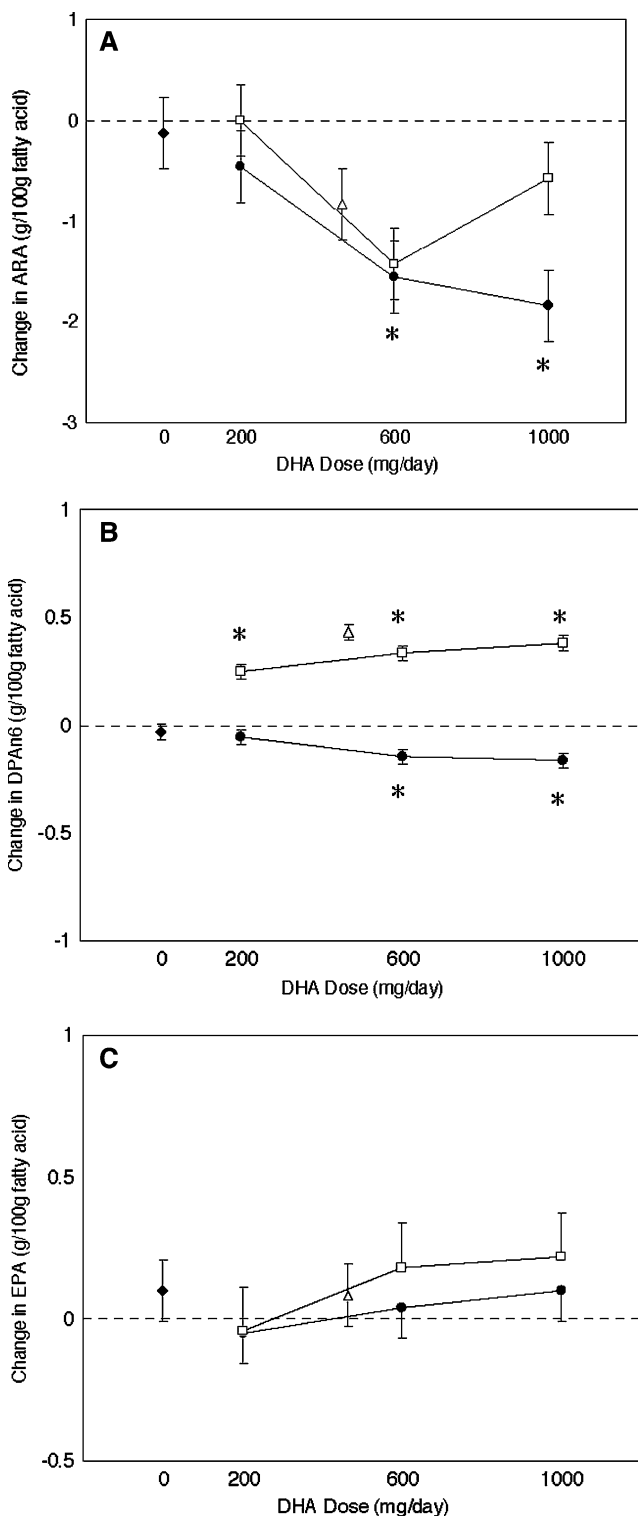 A
1
0
-1
-2
-3
Change in ARA (g/100g fatty acid)
*
*
0 200 600 1000
DHA Dose (mg/day)
B
1
0.5
0
-0.5
-1
Change in DPAn6 (g/100g fatty acid)
* * *
* *
0 200 600 1000
DHA Dose (mg/day)
C
1
0.5
0
-0.5
Change in EPA (g/100g fatty acid)
0 200 600 1000
DHA Dose (mg/day)